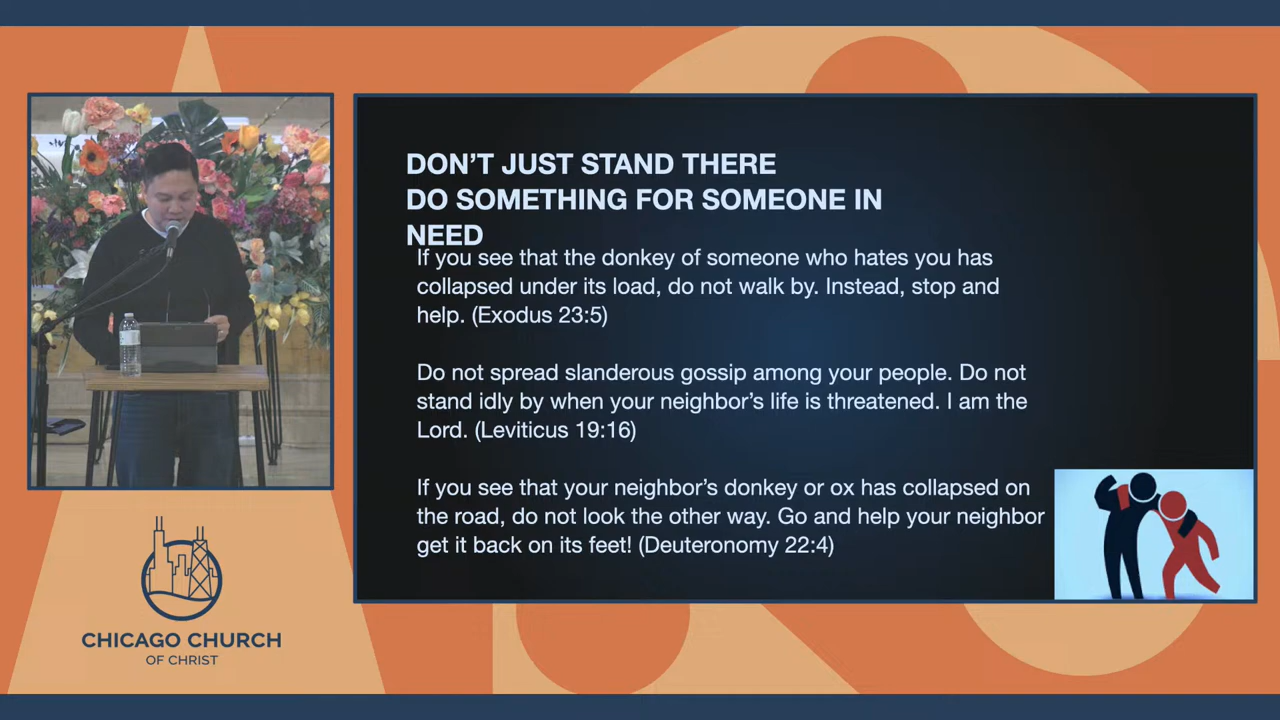 DON’T JUST STAND THERE
DO SOMETHING FOR SOMEONE IN
NEED
If you see that the donkey of someone who hates you has
collapsed under its load, do not walk by. Instead, stop and
help. (Exodus 23:5)
Do not spread slanderous gossip among your people. Do not
stand idly by when your neighbor’s life is threatened. I am the
Lord. (Leviticus 19:16)
If you see that your neighbor’s donkey or ox has collapsed on
the road, do not look the other way. Go and help your neighbor
get it back on its feet! (Deuteronomy 22:4)
CHICAGO CHURCH
OF CHRIST